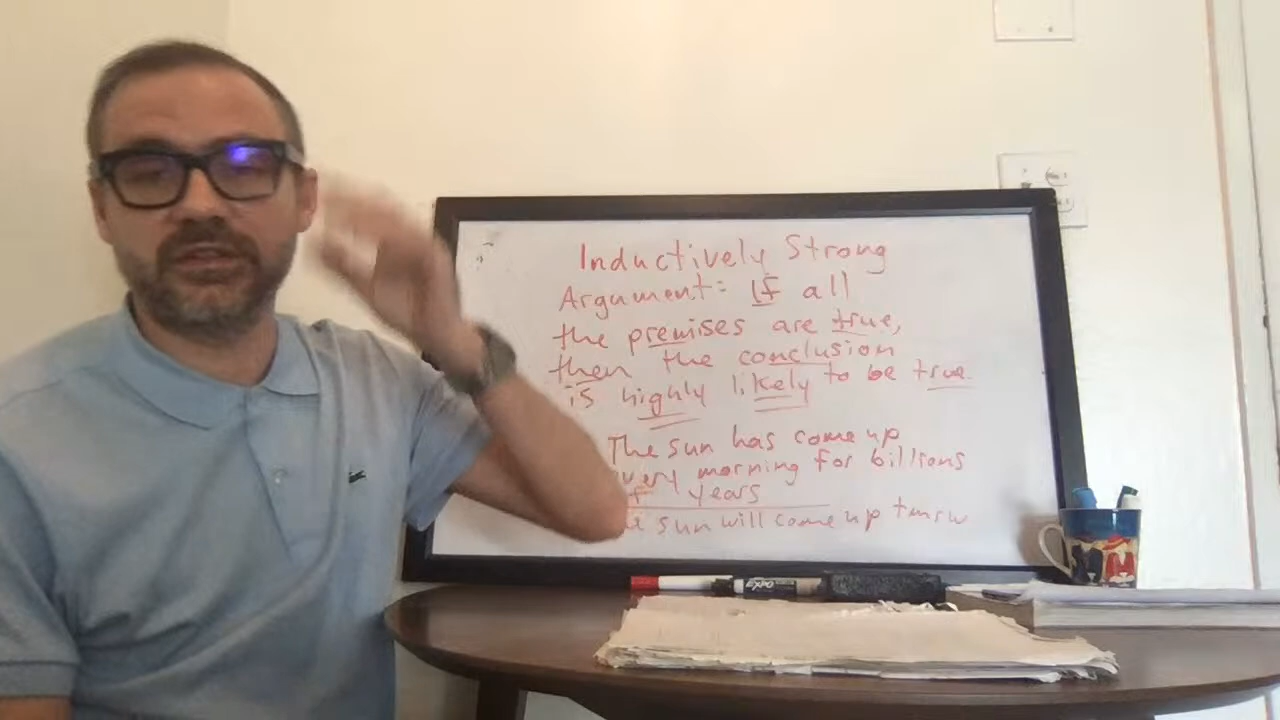 Inductively Strong
Argument: If all
the premises are true,
then the conclusion
is highly likely to be true.
The sun has come up
every morning for billions
years
sun will come up tmrw
EXPO